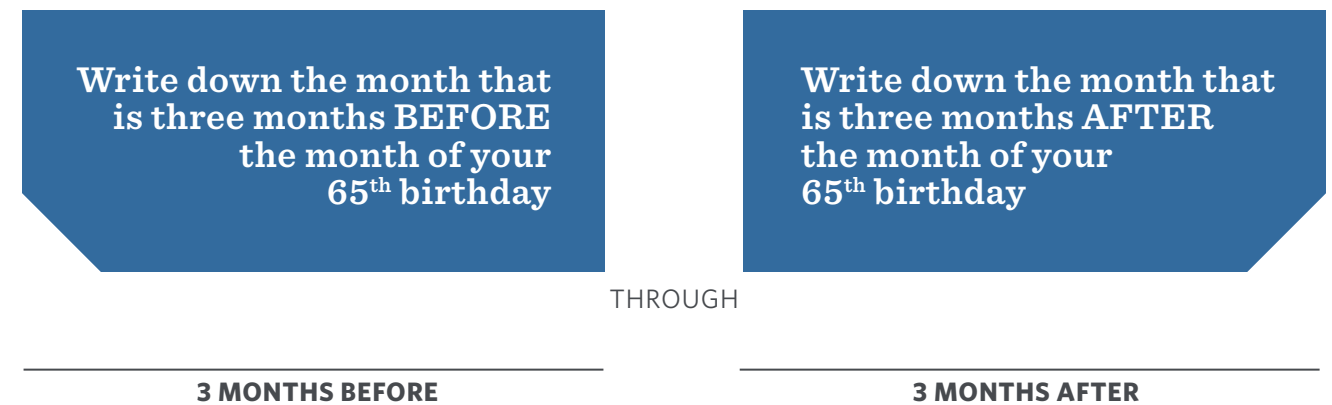 Write down the month that
is three months BEFORE
the month of your
65th birthday
Write down the month that
is three months AFTER
the month of your
65th birthday
THROUGH
3 MONTHS BEFORE
3 MONTHS AFTER